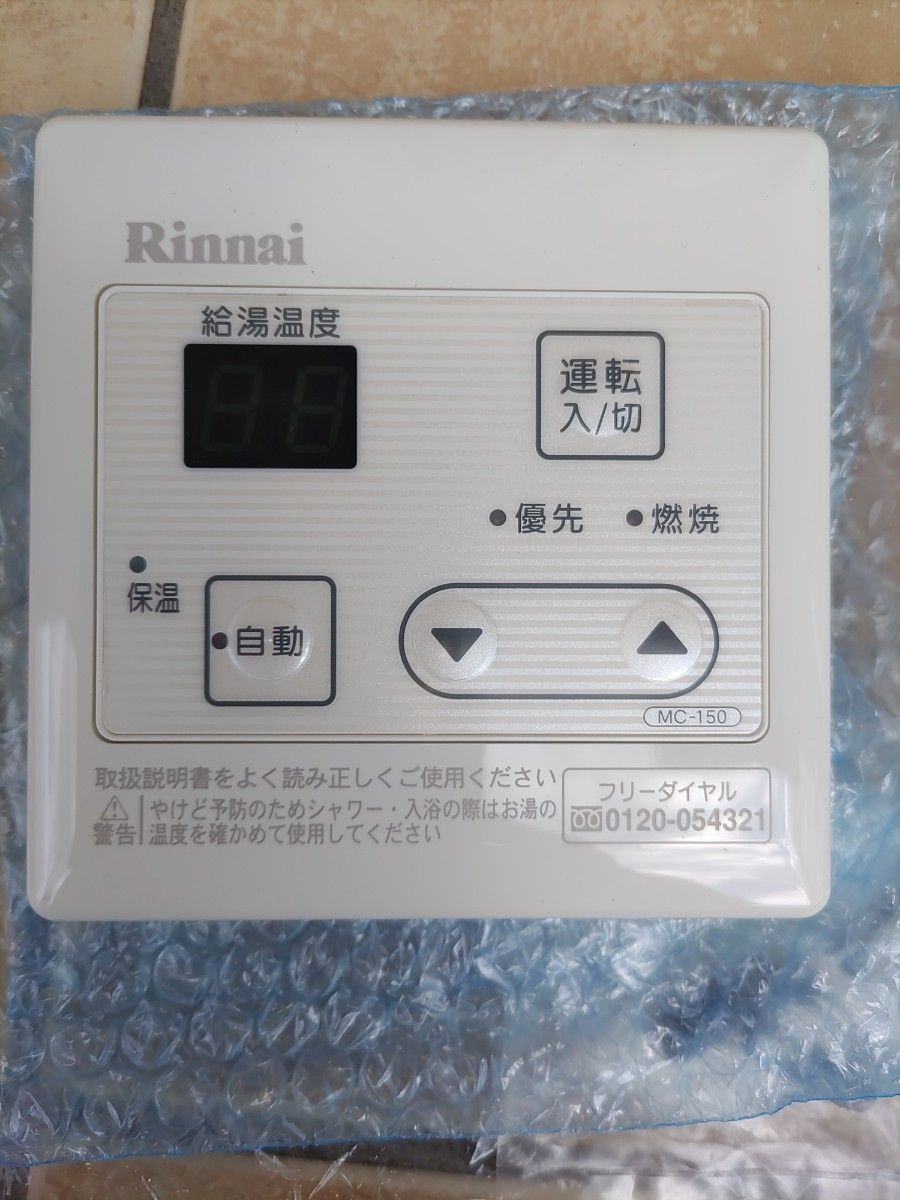 Rinnai
給湯温度
運転
入/切
優先
燃焼
保温
自動
▼
▲
MC-150
取扱説明書をよく読み正しくご使用ください
警告
やけど予防のためシャワー・入浴の際はお湯の
温度を確かめて使用してください
フリーダイヤル
0120-054321